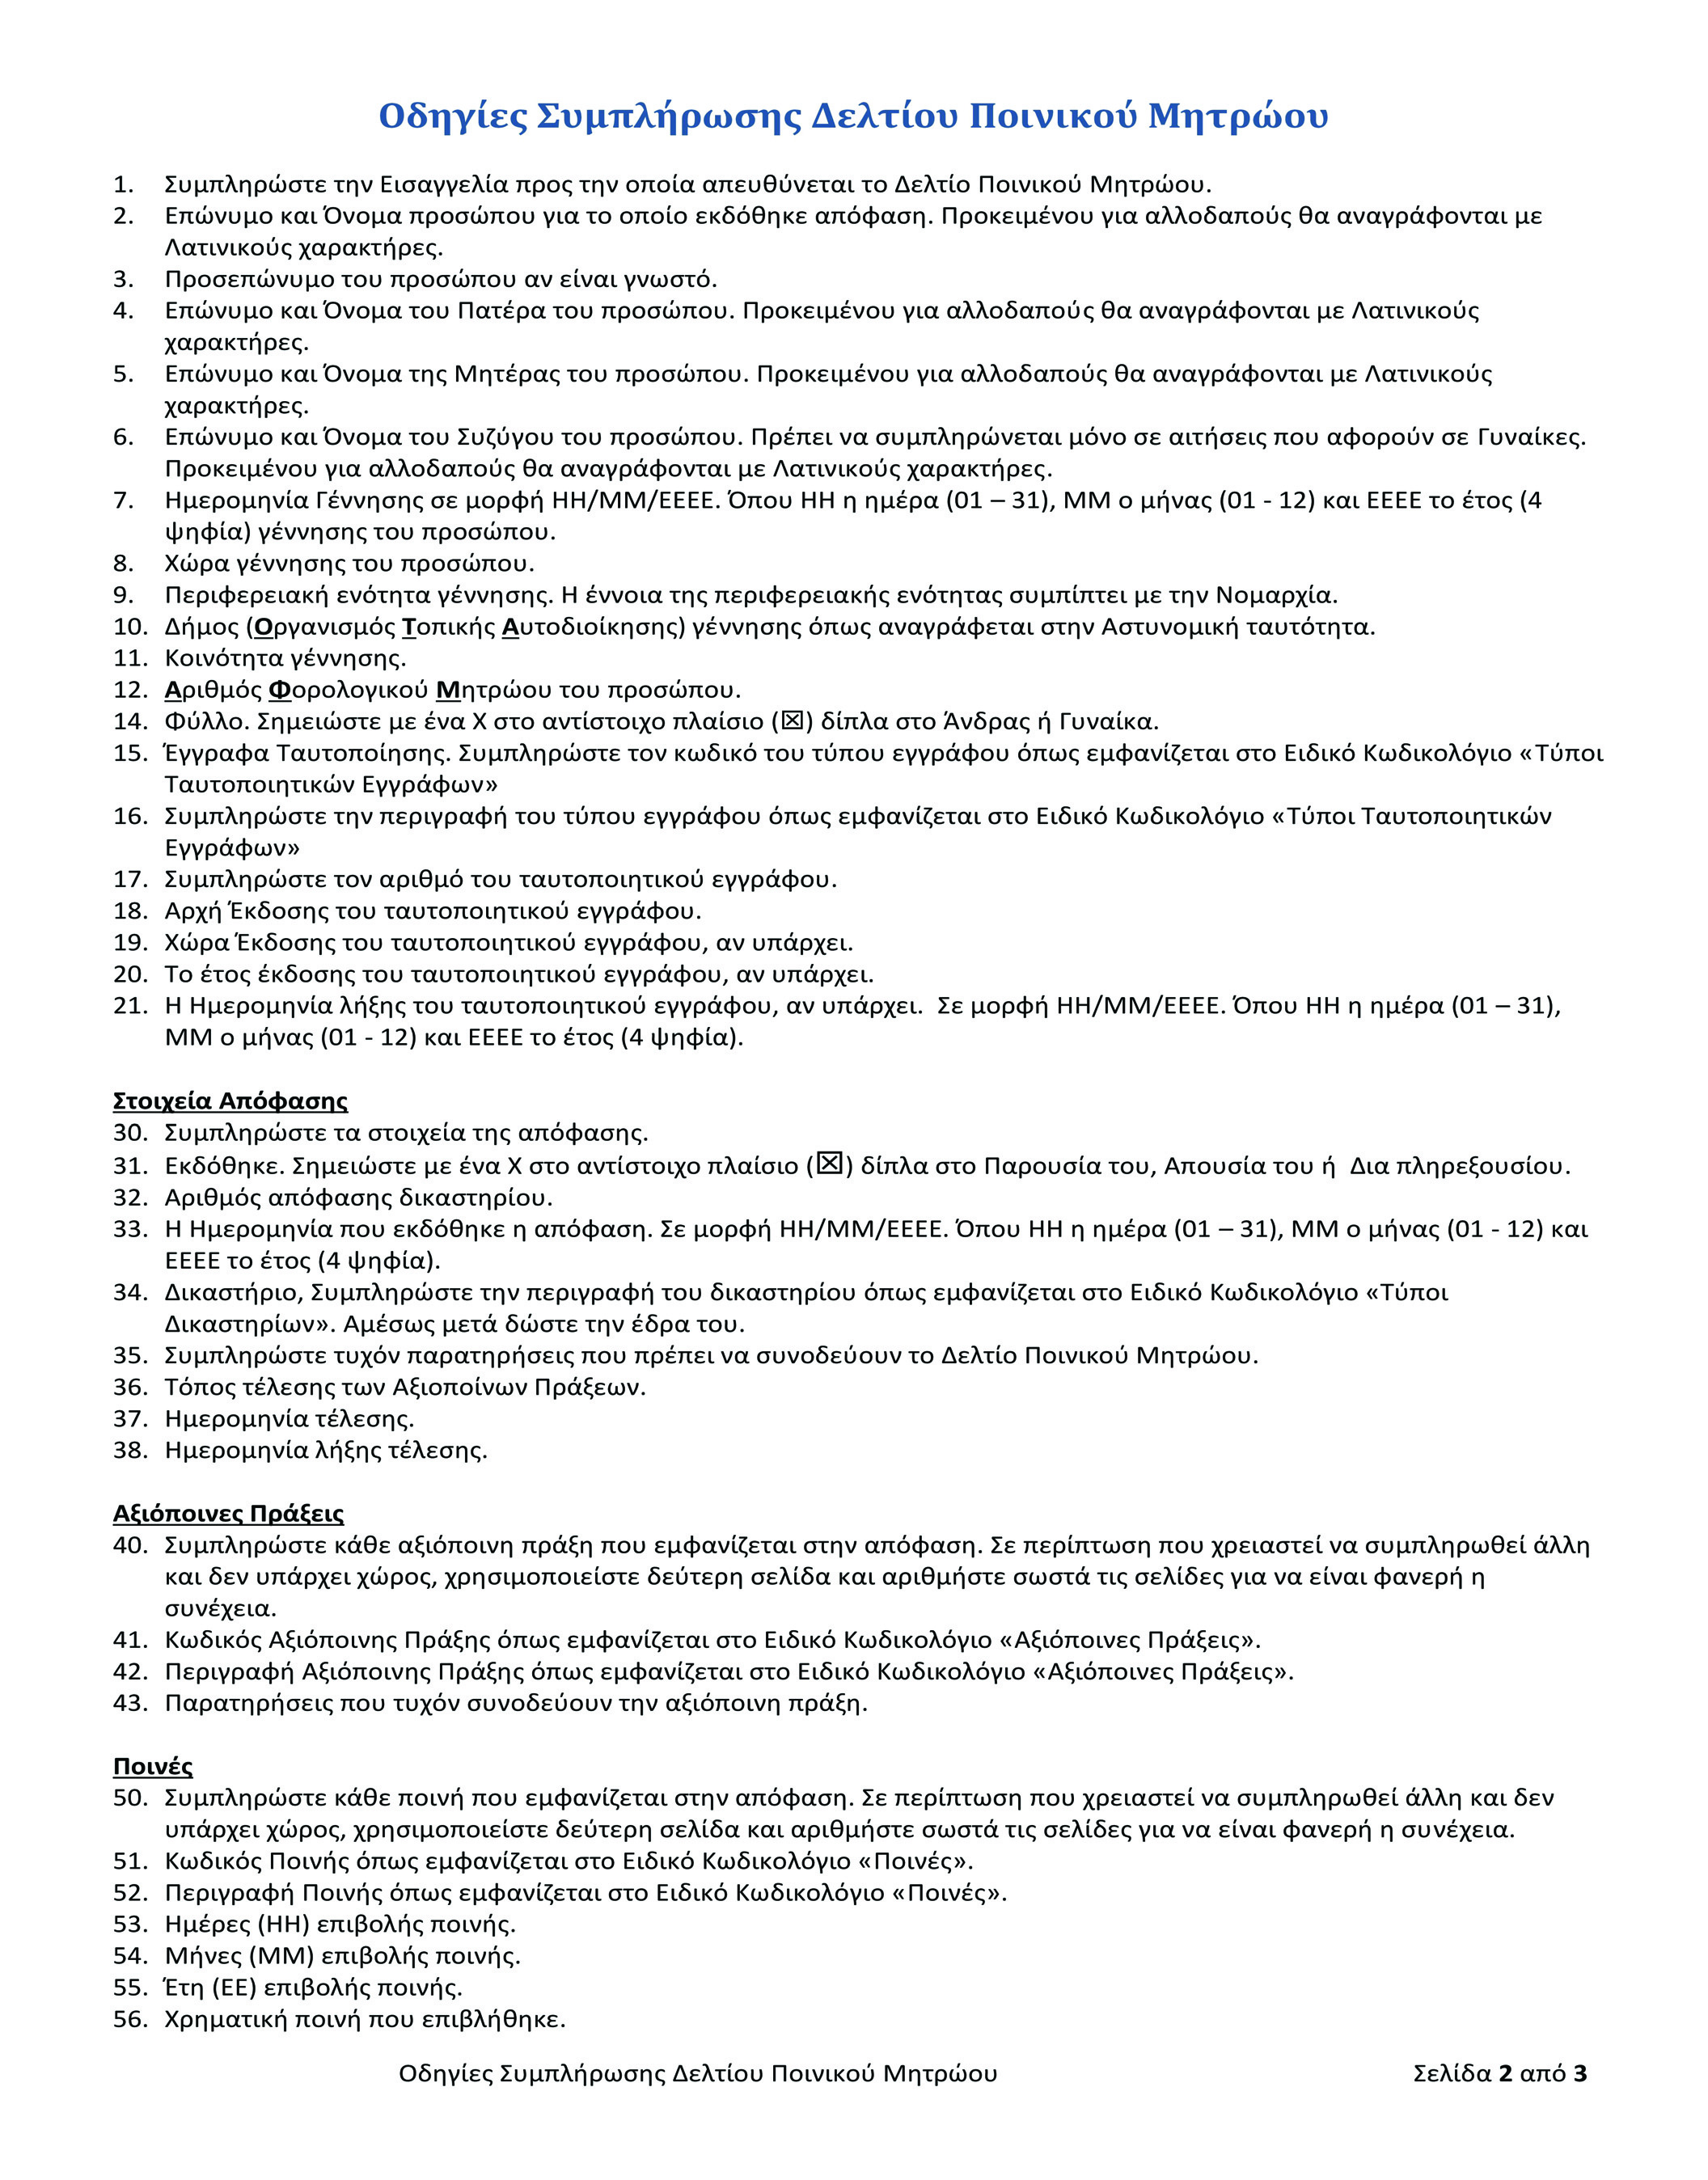 Οδηγίες Συμπλήρωσης Δελτίου Ποινικού Μητρώου
1. Συμπληρώστε την Εισαγγελία προς την οποία απευθύνεται το Δελτίο Ποινικού Μητρώου.
2. Επώνυμο και Όνομα προσώπου για το οποίο εκδόθηκε απόφαση. Προκειμένου για αλλοδαπούς θα αναγράφονται με
Λατινικούς χαρακτήρες.
3. Προσεπώνυμο του προσώπου αν είναι γνωστό.
4. Επώνυμο και Όνομα του Πατέρα του προσώπου. Προκειμένου για αλλοδαπούς θα αναγράφονται με Λατινικούς
χαρακτήρες.
5. Επώνυμο και Όνομα της Μητέρας του προσώπου. Προκειμένου για αλλοδαπούς θα αναγράφονται με Λατινικούς
χαρακτήρες.
6. Επώνυμο και Όνομα του Συζύγου του προσώπου. Πρέπει να συμπληρώνεται μόνο σε αιτήσεις που αφορούν σε Γυναίκες.
Προκειμένου για αλλοδαπούς θα αναγράφονται με Λατινικούς χαρακτήρες.
7. Ημερομηνία Γέννησης σε μορφή ΗΗ/ΜΜ/ΕΕΕΕ. Όπου ΗΗ η ημέρα (01 – 31), ΜΜ ο μήνας (01 - 12) και ΕΕΕΕ το έτος (4
ψηφία) γέννησης του προσώπου.
8. Χώρα γέννησης του προσώπου.
9. Περιφερειακή ενότητα γέννησης. Η έννοια της περιφερειακής ενότητας συμπίπτει με την Νομαρχία.
10. Δήμος (Οργανισμός Τοπικής Αυτοδιοίκησης) γέννησης όπως αναγράφεται στην Αστυνομική ταυτότητα.
11. Κοινότητα γέννησης.
12. Αριθμός Φορολογικού Μητρώου του προσώπου.
14. Φύλλο. Σημειώστε με ένα Χ στο αντίστοιχο πλαίσιο (☒) δίπλα στο Άνδρας ή Γυναίκα.
15. Έγγραφα Ταυτοποίησης. Συμπληρώστε τον κωδικό του τύπου εγγράφου όπως εμφανίζεται στο Ειδικό Κωδικολόγιο «Τύποι
Ταυτοποιητικών Εγγράφων»
16. Συμπληρώστε την περιγραφή του τύπου εγγράφου όπως εμφανίζεται στο Ειδικό Κωδικολόγιο «Τύποι Ταυτοποιητικών
Εγγράφων»
17. Συμπληρώστε τον αριθμό του ταυτοποιητικού εγγράφου.
18. Αρχή Έκδοσης του ταυτοποιητικού εγγράφου.
19. Χώρα Έκδοσης του ταυτοποιητικού εγγράφου, αν υπάρχει.
20. Το έτος έκδοσης του ταυτοποιητικού εγγράφου, αν υπάρχει.
21. Η Ημερομηνία λήξης του ταυτοποιητικού εγγράφου, αν υπάρχει. Σε μορφή ΗΗ/ΜΜ/ΕΕΕΕ. Όπου ΗΗ η ημέρα (01 – 31),
ΜΜ ο μήνας (01 - 12) και ΕΕΕΕ το έτος (4 ψηφία).
Στοιχεία Απόφασης
30. Συμπληρώστε τα στοιχεία της απόφασης.
31. Εκδόθηκε. Σημειώστε με ένα Χ στο αντίστοιχο πλαίσιο (☒) δίπλα στο Παρουσία του, Απουσία του ή Δια πληρεξουσίου.
32. Αριθμός απόφασης δικαστηρίου.
33. Η Ημερομηνία που εκδόθηκε η απόφαση. Σε μορφή ΗΗ/ΜΜ/ΕΕΕΕ. Όπου ΗΗ η ημέρα (01 – 31), ΜΜ ο μήνας (01 - 12) και
ΕΕΕΕ το έτος (4 ψηφία).
34. Δικαστήριο, Συμπληρώστε την περιγραφή του δικαστηρίου όπως εμφανίζεται στο Ειδικό Κωδικολόγιο «Τύποι
Δικαστηρίων». Αμέσως μετά δώστε την έδρα του.
35. Συμπληρώστε τυχόν παρατηρήσεις που πρέπει να συνοδεύουν το Δελτίο Ποινικού Μητρώου.
36. Τόπος τέλεσης των Αξιοποίνων Πράξεων.
37. Ημερομηνία τέλεσης.
38. Ημερομηνία λήξης τέλεσης.
Αξιόποινες Πράξεις
40. Συμπληρώστε κάθε αξιόποινη πράξη που εμφανίζεται στην απόφαση. Σε περίπτωση που χρειαστεί να συμπληρωθεί άλλη
και δεν υπάρχει χώρος, χρησιμοποιείστε δεύτερη σελίδα και αριθμήστε σωστά τις σελίδες για να είναι φανερή η
συνέχεια.
41. Κωδικός Αξιόποινης Πράξης όπως εμφανίζεται στο Ειδικό Κωδικολόγιο «Αξιόποινες Πράξεις».
42. Περιγραφή Αξιόποινης Πράξης όπως εμφανίζεται στο Ειδικό Κωδικολόγιο «Αξιόποινες Πράξεις».
43. Παρατηρήσεις που τυχόν συνοδεύουν την αξιόποινη πράξη.
Ποινές
50. Συμπληρώστε κάθε ποινή που εμφανίζεται στην απόφαση. Σε περίπτωση που χρειαστεί να συμπληρωθεί άλλη και δεν
υπάρχει χώρος, χρησιμοποιείστε δεύτερη σελίδα και αριθμήστε σωστά τις σελίδες για να είναι φανερή η συνέχεια.
51. Κωδικός Ποινής όπως εμφανίζεται στο Ειδικό Κωδικολόγιο «Ποινές».
52. Περιγραφή Ποινής όπως εμφανίζεται στο Ειδικό Κωδικολόγιο «Ποινές».
53. Ημέρες (ΗΗ) επιβολής ποινής.
54. Μήνες (ΜΜ) επιβολής ποινής.
55. Έτη (ΕΕ) επιβολής ποινής.
56. Χρηματική ποινή που επιβλήθηκε.
Οδηγίες Συμπλήρωσης Δελτίου Ποινικού Μητρώου Σελίδα 2 από 3